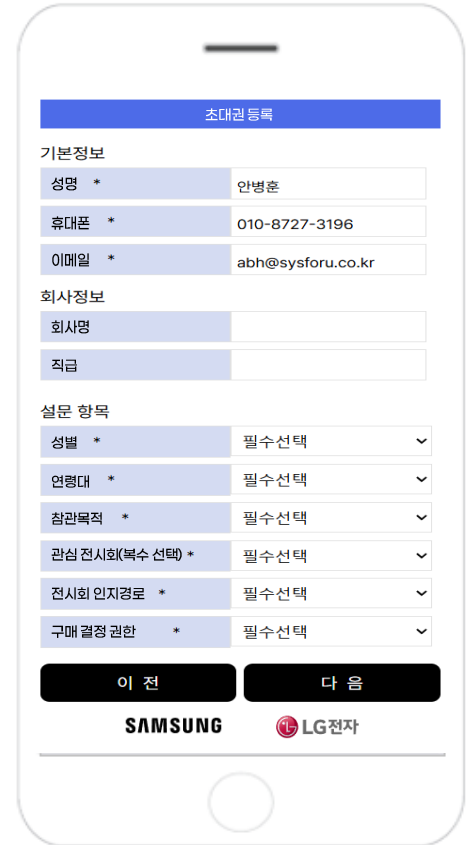 초대권 등록
기본정보
성명 * 안병훈
휴대폰 * 010-8727-3196
이메일 * abh@sysforu.co.kr
회사정보
회사명
직급
설문 항목
성별 * 필수선택
연령대 * 필수선택
참관목적 * 필수선택
관심 전시회(복수 선택) * 필수선택
전시회 인지경로 * 필수선택
구매 결정 권한 * 필수선택
이 전 다 음
SAMSUNG LG전자